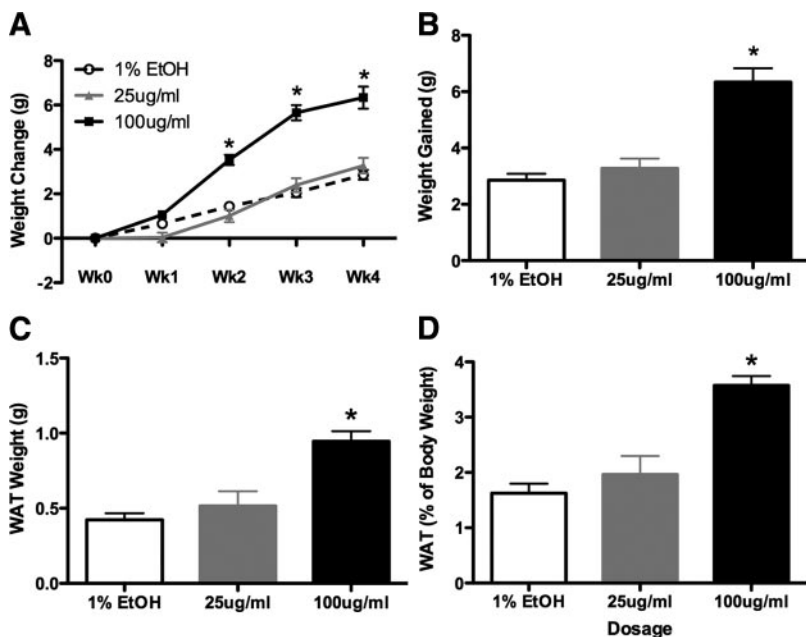 A
Weight Change (g)
8
6
4
2
0
-2
1% EtOH
25ug/ml
100ug/ml
*
*
*
Wk0 Wk1 Wk2 Wk3 Wk4
B
Weight Gained (g)
8
6
4
2
0
*
1% EtOH 25ug/ml 100ug/ml
C
WAT Weight (g)
1.5
1.0
0.5
0.0
*
1% EtOH 25ug/ml 100ug/ml
D
WAT (% of Body Weight)
4
3
2
1
0
*
1% EtOH 25ug/ml 100ug/ml
Dosage